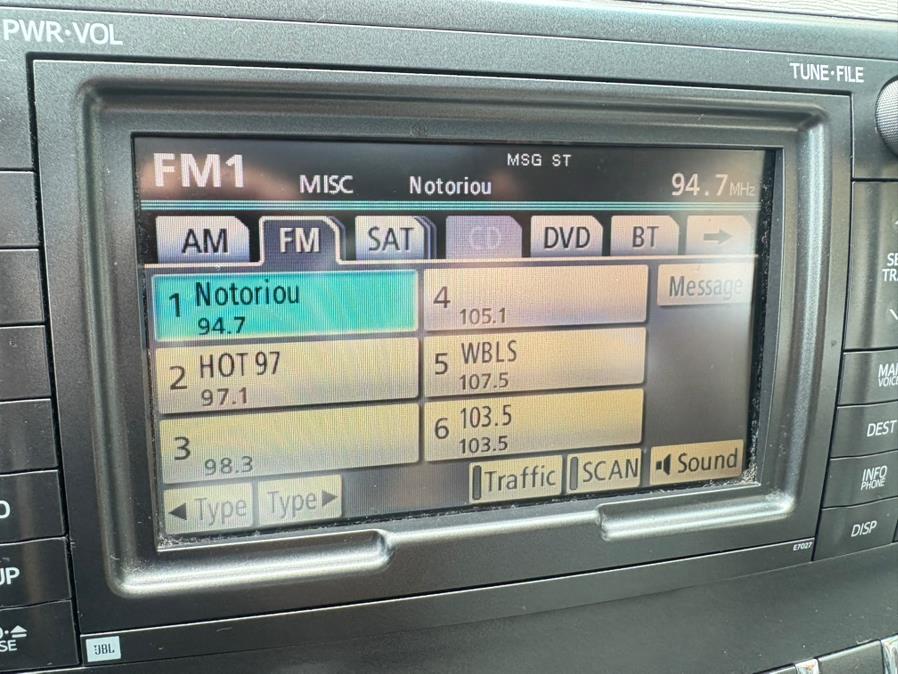 PWR·VOL
TUNE·FILE
FM1 MISC Notoriou MSG ST 94.7MHz
AM FM SAT CD DVD BT
1 Notoriou
94.7
4
105.1
Message
2 HOT 97
97.1
5 WBLS
107.5
3
98.3
6 103.5
103.5
◄Type Type► Traffic SCAN Sound
VOICE
DEST
INFO
PHONE
DISP
E7027
JBL